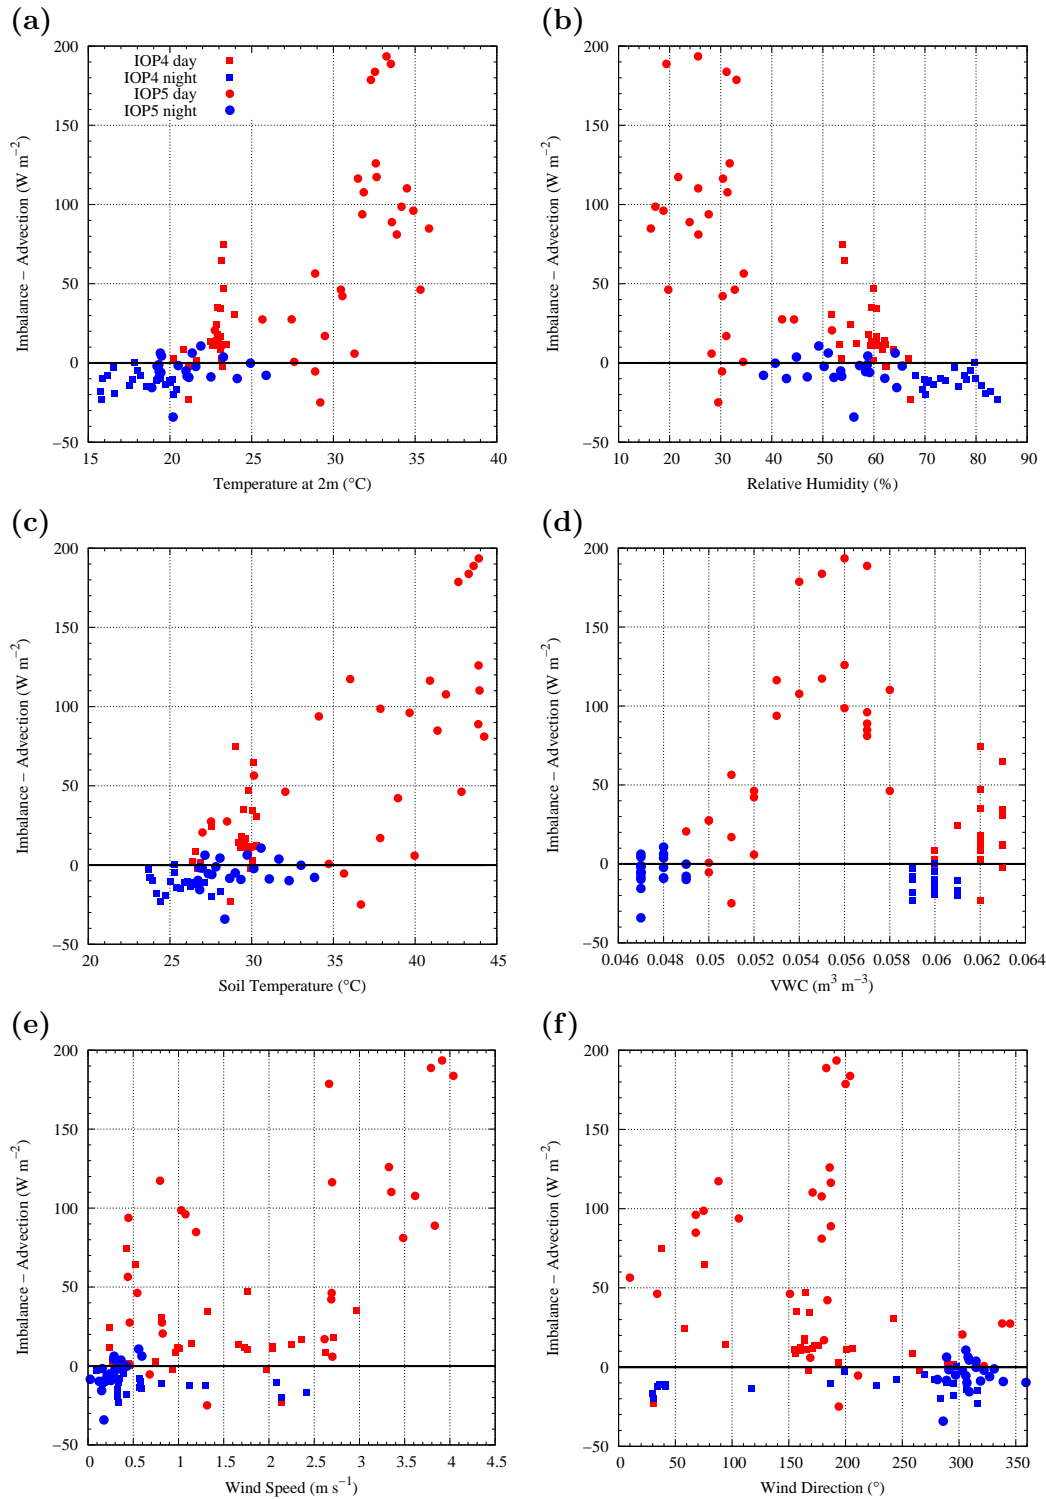 (a)
200
150
100
50
0
−50
15 20 25 30 35 40
Imbalance − Advection (W m⁻²)
Temperature at 2m (°C)
IOP4 day
IOP4 night
IOP5 day
IOP5 night
(b)
200
150
100
50
0
−50
10 20 30 40 50 60 70 80 90
Imbalance − Advection (W m⁻²)
Relative Humidity (%)
(c)
200
150
100
50
0
−50
20 25 30 35 40 45
Imbalance − Advection (W m⁻²)
Soil Temperature (°C)
(d)
200
150
100
50
0
−50
0.046 0.048 0.05 0.052 0.054 0.056 0.058 0.06 0.062 0.064
Imbalance − Advection (W m⁻²)
VWC (m³ m⁻³)
(e)
200
150
100
50
0
−50
0 0.5 1 1.5 2 2.5 3 3.5 4 4.5
Imbalance − Advection (W m⁻²)
Wind Speed (m s⁻¹)
(f)
200
150
100
50
0
−50
0 50 100 150 200 250 300 350
Imbalance − Advection (W m⁻²)
Wind Direction (°)